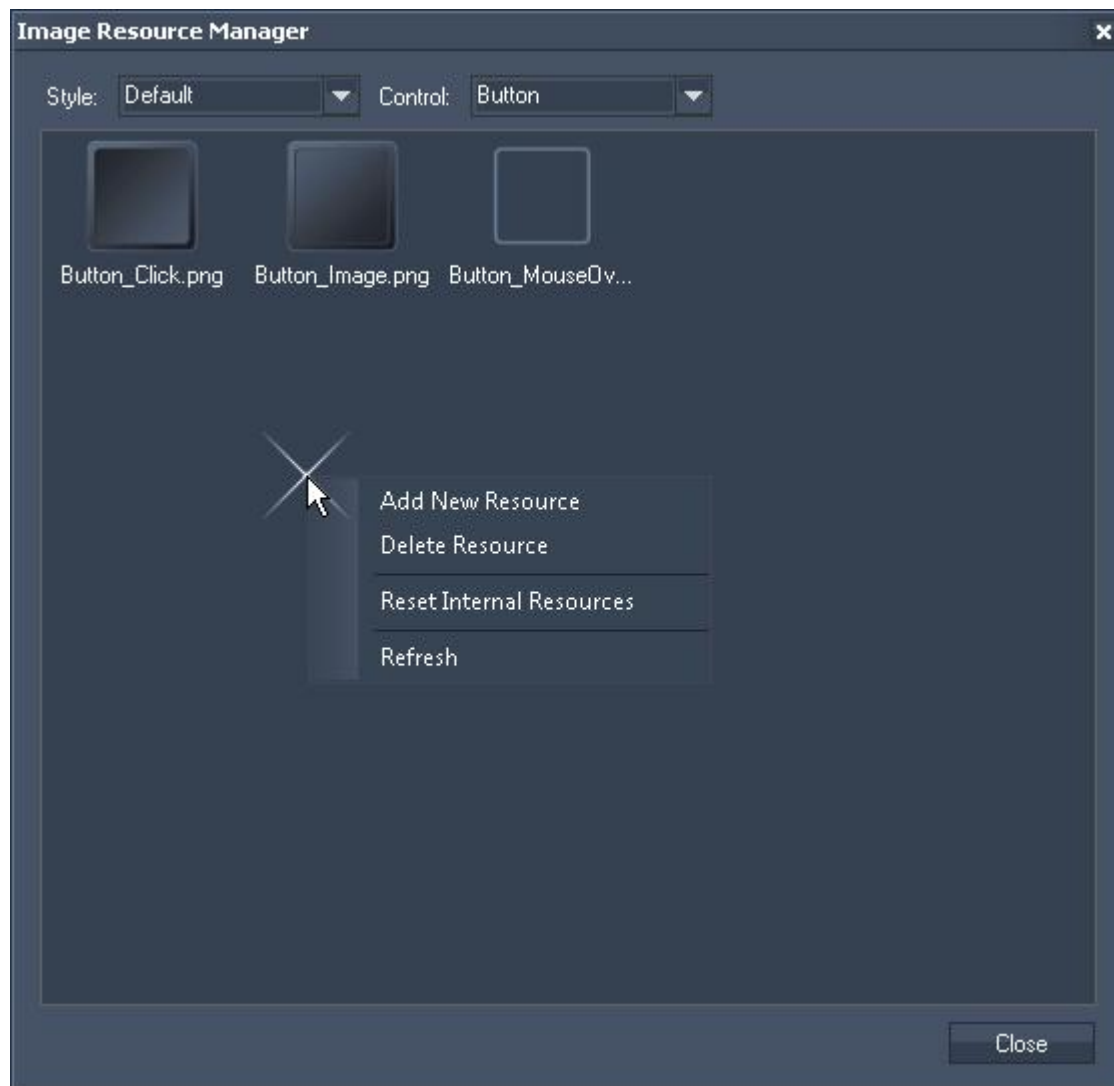 Image Resource Manager
Style: Default Control: Button
Button_Click.png Button_Image.png Button_MouseOv...
Add New Resource
Delete Resource
Reset Internal Resources
Refresh
Close